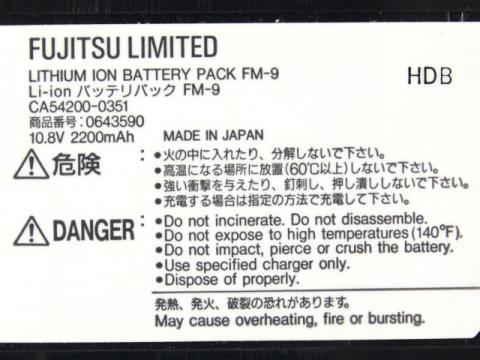 FUJITSU LIMITED
LITHIUM ION BATTERY PACK FM-9
HDB
Li-ion バッテリパック FM-9
CA54200-0351
商品番号:0643590
10.8V 2200mAh MADE IN JAPAN
⚠危険 : •火の中に入れたり、分解しないで下さい。
•高温になる場所に放置(60℃以上)しないで下さい。
•強い衝撃を与えたり、釘刺し、押し潰ししないで下さい。
•充電する場合は指定の方法で充電して下さい。
⚠DANGER : •Do not incinerate. Do not disassemble.
•Do not expose to high temperatures (140°F).
•Do not impact, pierce or crush the battery.
•Use specified charger only.
•Dispose of properly.
発熱、発火、破裂の恐れがあります。
May cause overheating, fire or bursting.